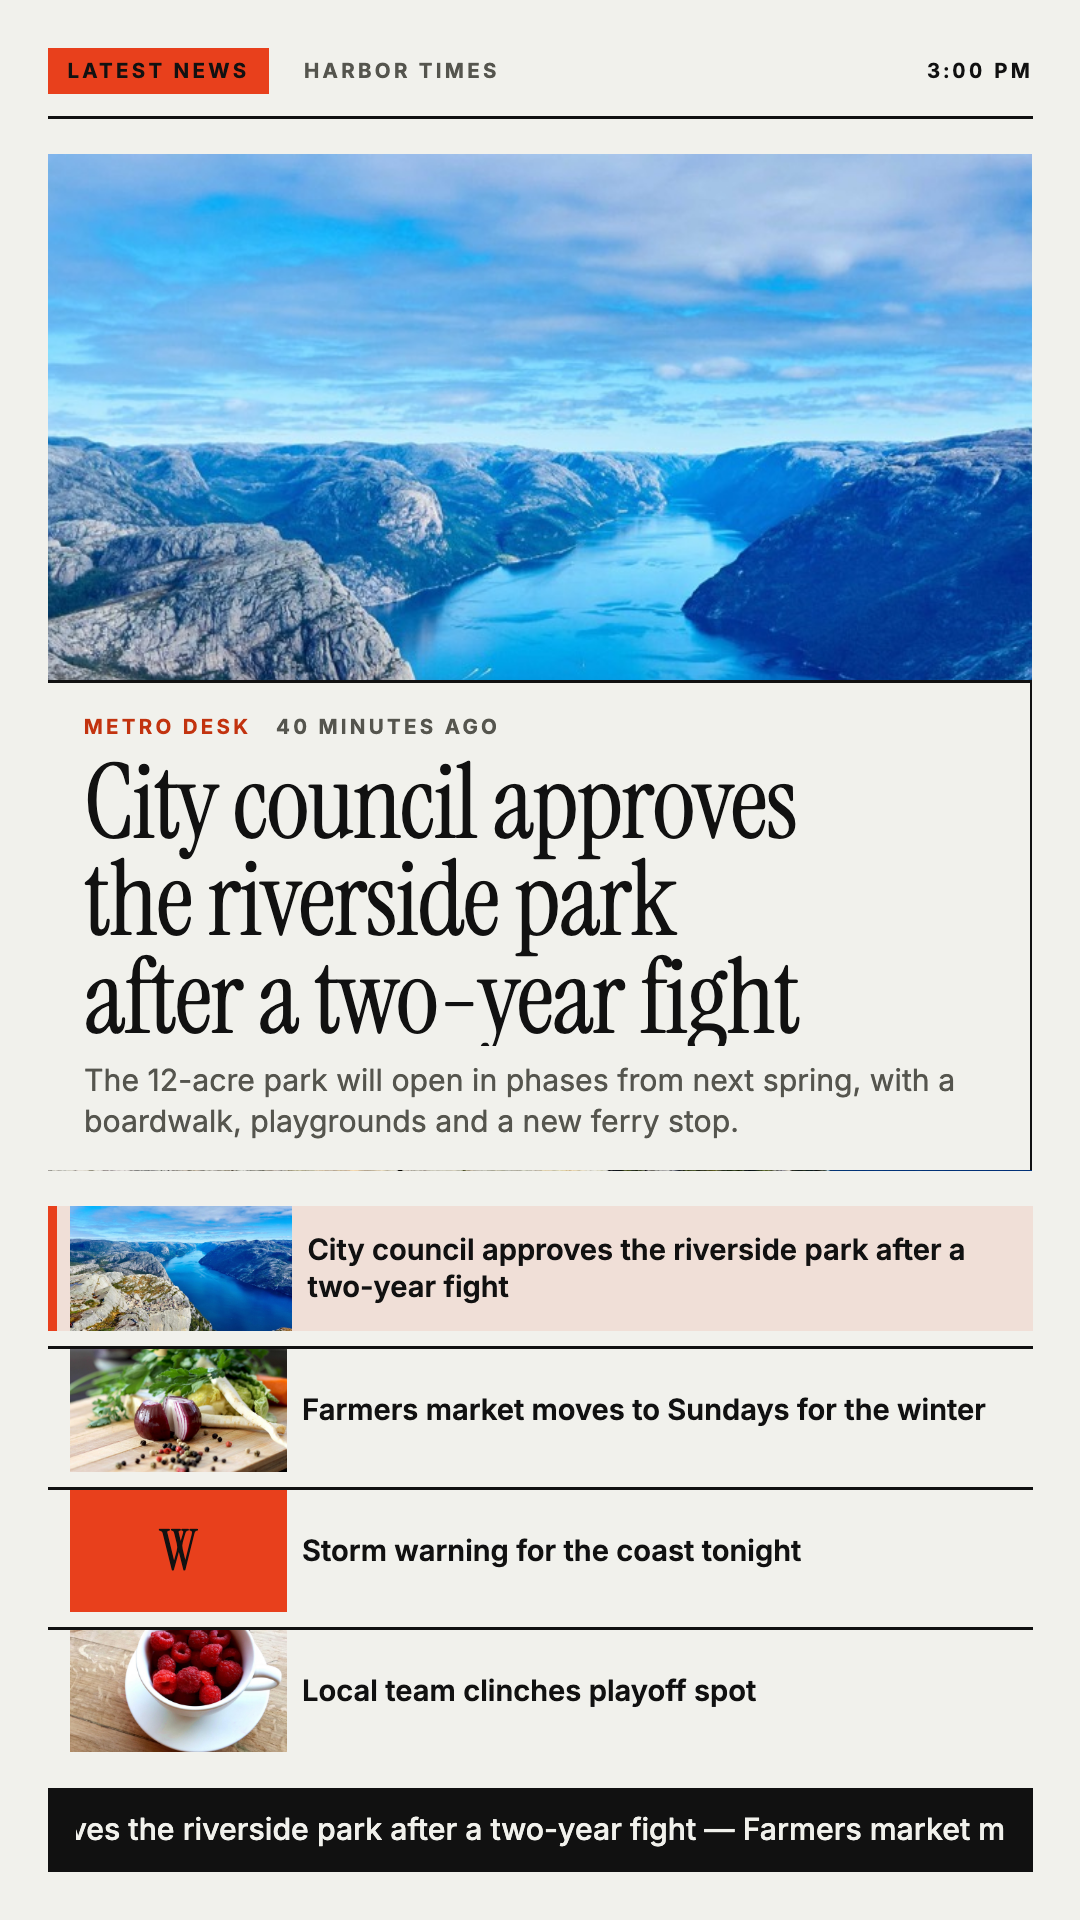 LATEST NEWS HARBOR TIMES 3:00 PM
METRO DESK 40 MINUTES AGO
City council approves
the riverside park
after a two-year fight
The 12-acre park will open in phases from next spring, with a
boardwalk, playgrounds and a new ferry stop.
City council approves the riverside park after a
two-year fight
Farmers market moves to Sundays for the winter
W
Storm warning for the coast tonight
Local team clinches playoff spot
ves the riverside park after a two-year fight — Farmers market m